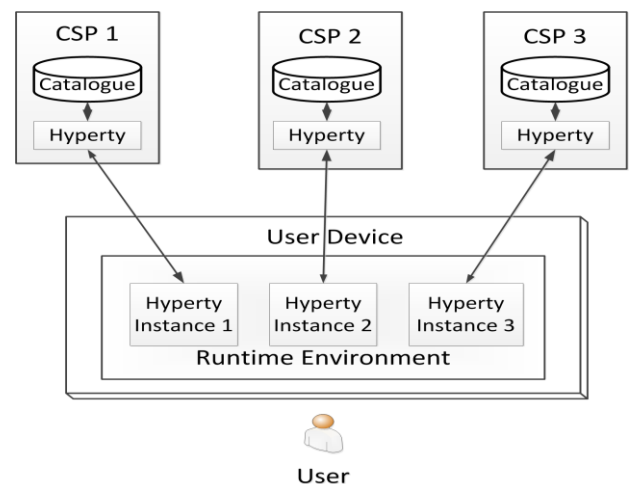 CSP 1
CSP 2
CSP 3
Catalogue
Catalogue
Catalogue
Hyperty
Hyperty
Hyperty
User Device
Hyperty
Instance 1
Hyperty
Instance 2
Hyperty
Instance 3
Runtime Environment
User